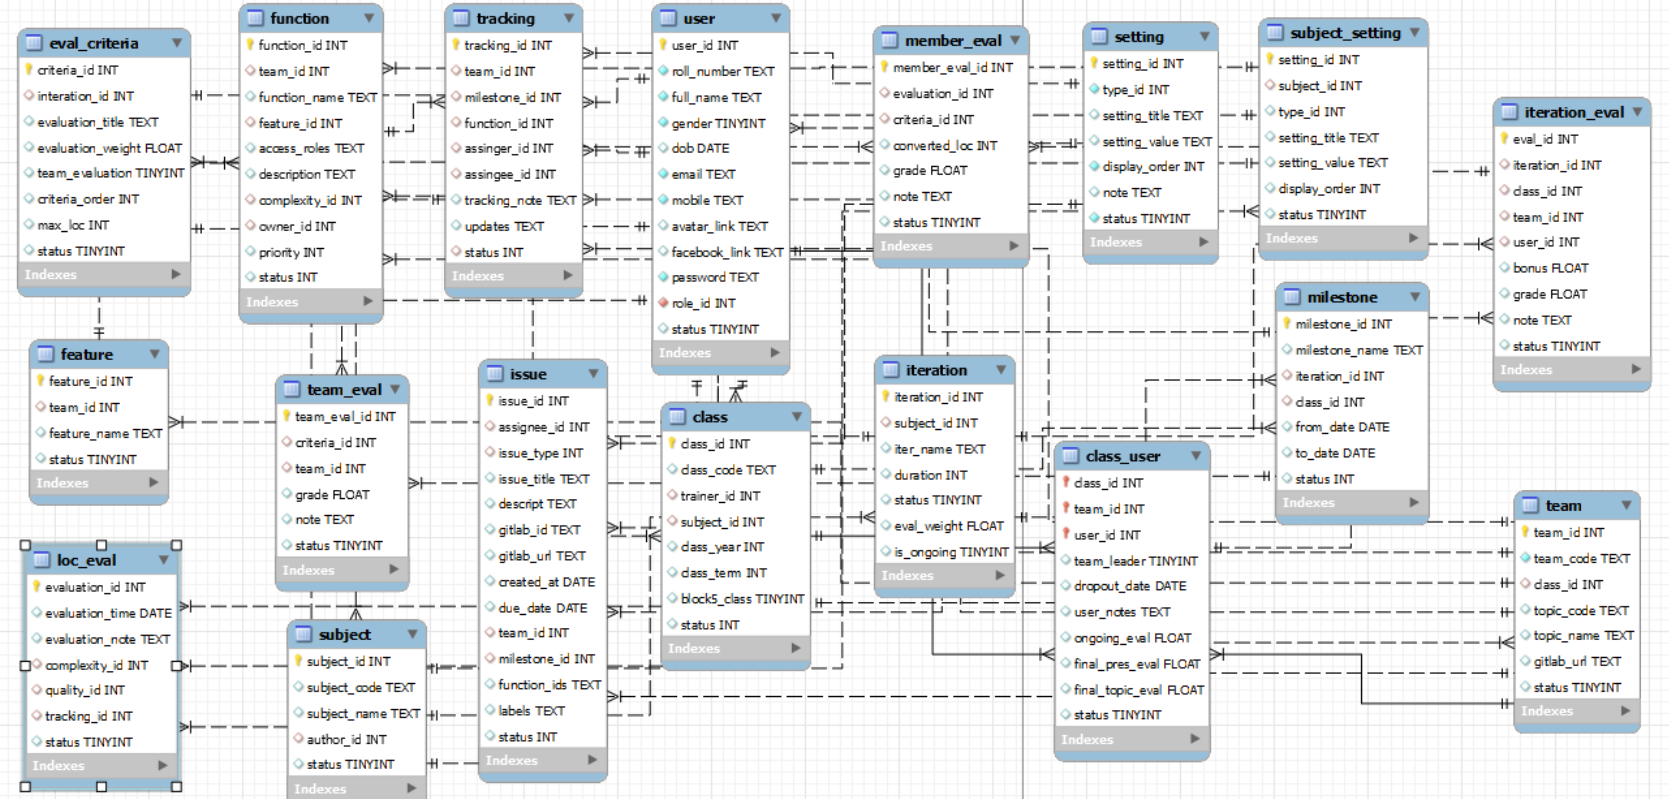 eval_criteria
criteria_id INT
interation_id INT
evaluation_title TEXT
evaluation_weight FLOAT
team_evaluation TINYINT
criteria_order INT
max_loc INT
status TINYINT
Indexes
function
function_id INT
team_id INT
function_name TEXT
feature_id INT
access_roles TEXT
description TEXT
complexity_id INT
owner_id INT
priority INT
status INT
Indexes
tracking
tracking_id INT
team_id INT
milestone_id INT
function_id INT
assinger_id INT
assingee_id INT
tracking_note TEXT
updates TEXT
status INT
Indexes
user
user_id INT
roll_number TEXT
full_name TEXT
gender TINYINT
dob DATE
email TEXT
mobile TEXT
avatar_link TEXT
facebook_link TEXT
password TEXT
role_id INT
status TINYINT
Indexes
member_eval
member_eval_id INT
evaluation_id INT
criteria_id INT
converted_loc INT
grade FLOAT
note TEXT
status TINYINT
Indexes
setting
setting_id INT
type_id INT
setting_title TEXT
setting_value TEXT
display_order INT
note TEXT
status TINYINT
Indexes
subject_setting
setting_id INT
subject_id INT
type_id INT
setting_title TEXT
setting_value TEXT
display_order INT
status TINYINT
Indexes
iteration_eval
eval_id INT
iteration_id INT
class_id INT
team_id INT
user_id INT
bonus FLOAT
grade FLOAT
note TEXT
status TINYINT
Indexes
feature
feature_id INT
team_id INT
feature_name TEXT
status TINYINT
Indexes
team_eval
team_eval_id INT
criteria_id INT
team_id INT
grade FLOAT
note TEXT
status TINYINT
Indexes
issue
issue_id INT
assignee_id INT
issue_type INT
issue_title TEXT
descript TEXT
gitlab_id TEXT
gitlab_url TEXT
created_at DATE
due_date DATE
team_id INT
milestone_id INT
function_ids TEXT
labels TEXT
status INT
Indexes
class
class_id INT
class_code TEXT
trainer_id INT
subject_id INT
class_year INT
class_term INT
block5_class TINYINT
status INT
Indexes
iteration
iteration_id INT
subject_id INT
iter_name TEXT
duration INT
status TINYINT
eval_weight FLOAT
is_ongoing TINYINT
Indexes
milestone
milestone_id INT
milestone_name TEXT
iteration_id INT
class_id INT
from_date DATE
to_date DATE
status INT
Indexes
class_user
class_id INT
team_id INT
user_id INT
team_leader TINYINT
dropout_date DATE
user_notes TEXT
ongoing_eval FLOAT
final_pres_eval FLOAT
final_topic_eval FLOAT
status TINYINT
Indexes
team
team_id INT
team_code TEXT
class_id INT
topic_code TEXT
topic_name TEXT
gitlab_url TEXT
status TINYINT
Indexes
loc_eval
evaluation_id INT
evaluation_time DATE
evaluation_note TEXT
complexity_id INT
quality_id INT
tracking_id INT
status TINYINT
Indexes
subject
subject_id INT
subject_code TEXT
subject_name TEXT
author_id INT
status TINYINT
Indexes